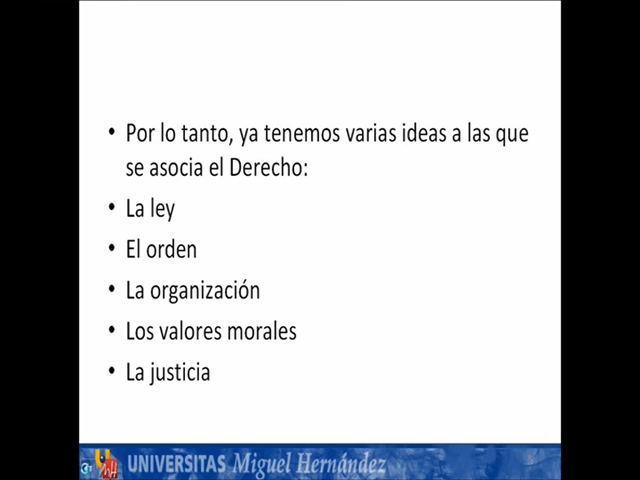 • Por lo tanto, ya tenemos varias ideas a las que
se asocia el Derecho:
• La ley
• El orden
• La organización
• Los valores morales
• La justicia
UNIVERSITAS Miguel Hernández